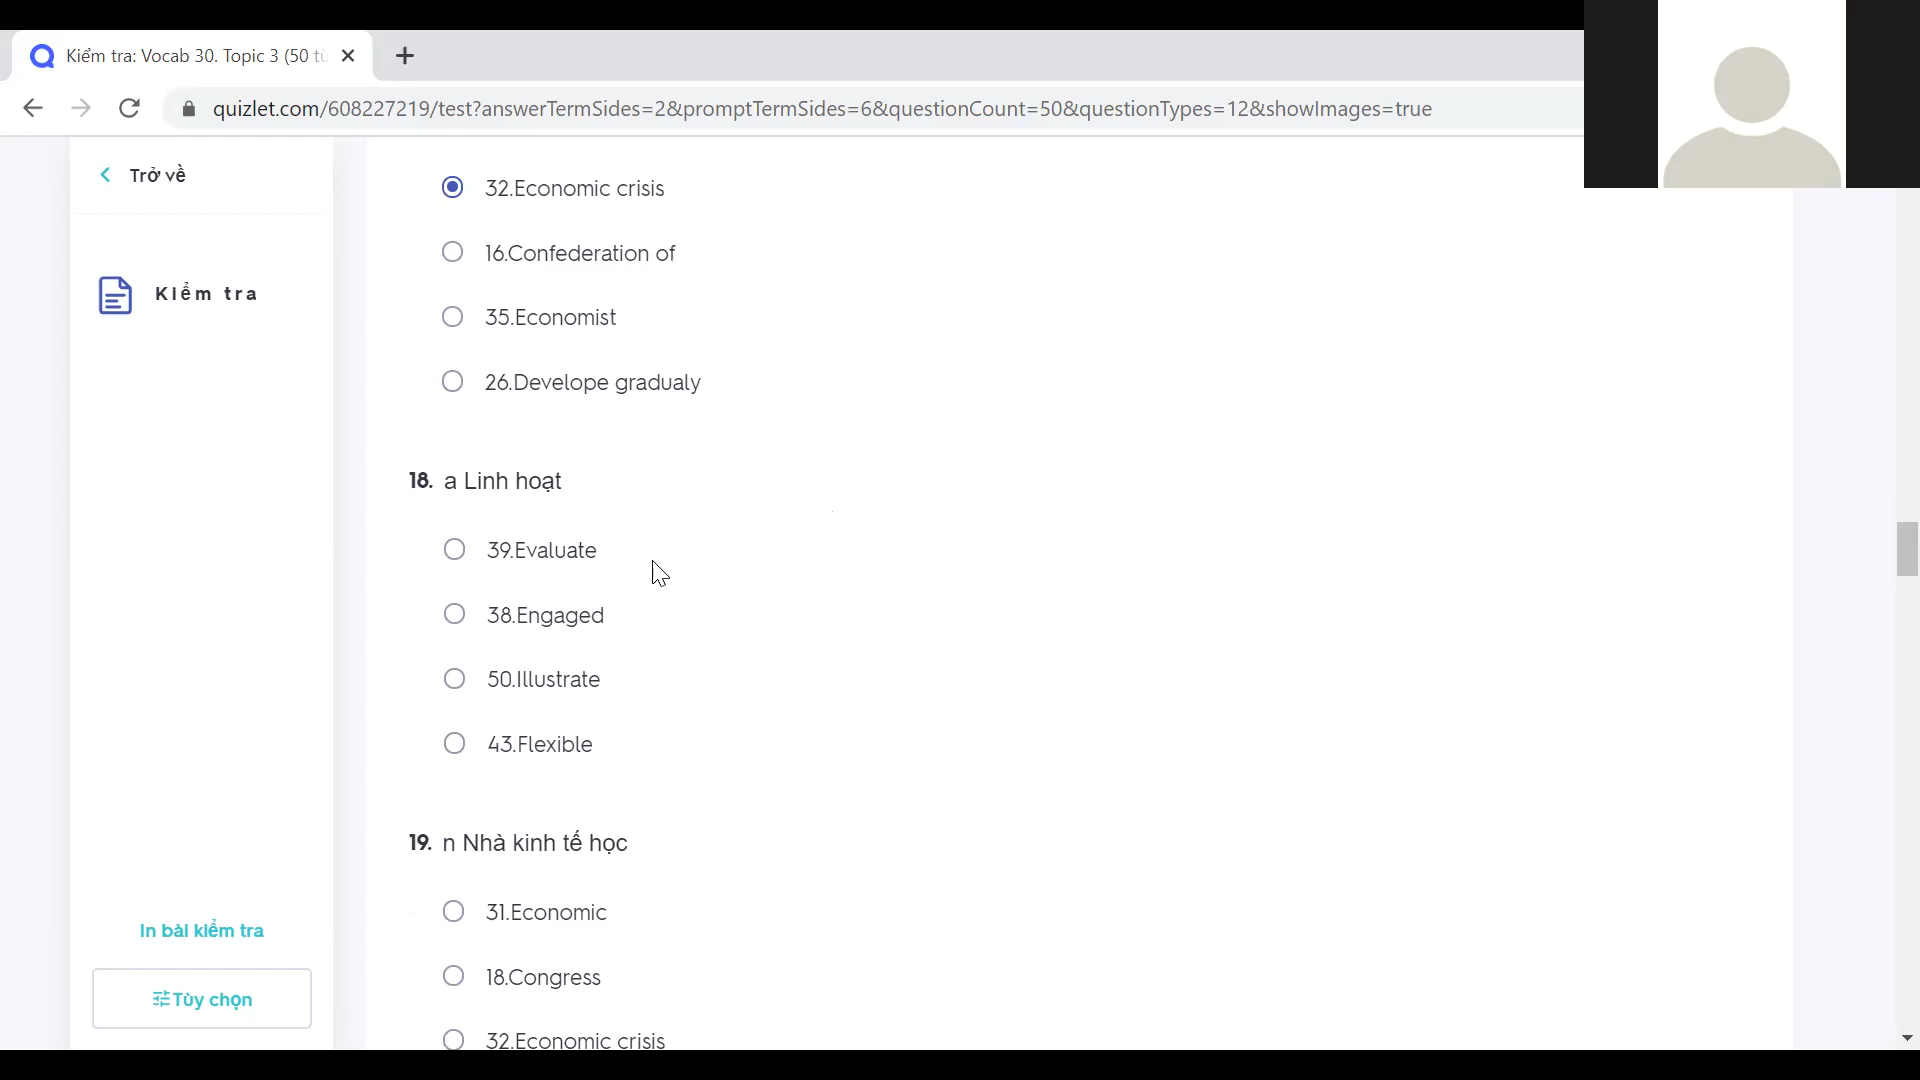 Kiểm tra: Vocab 30. Topic 3 (50 từ
quizlet.com/608227219/test?answerTermSides=2&promptTermSides=6&questionCount=50&questionTypes=12&showImages=true
Trở về
Kiểm tra
32.Economic crisis
16.Confederation of
35.Economist
26.Develope gradualy
18. a Linh hoạt
39.Evaluate
38.Engaged
50.Illustrate
43.Flexible
19. n Nhà kinh tế học
31.Economic
18.Congress
32.Economic crisis
In bài kiểm tra
Tùy chọn